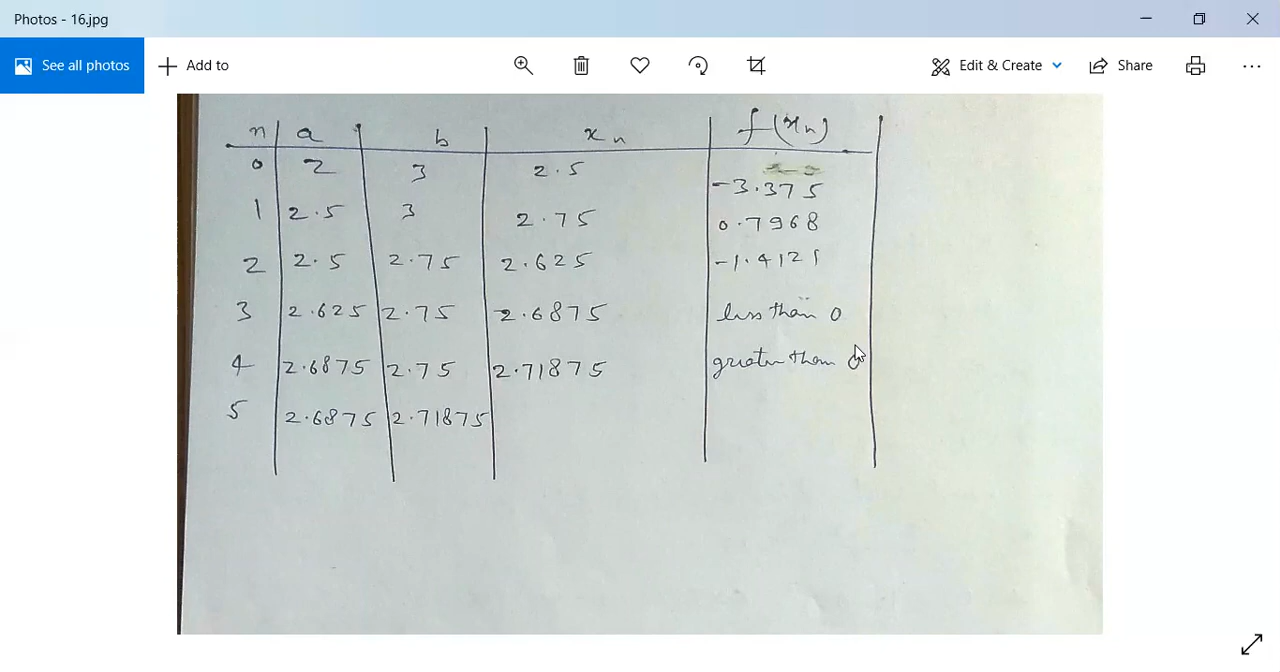 Photos - 16.jpg
See all photos Add to Edit & Create Share
n a b xn f(xn)
0 2 3 2.5 -3.375
1 2.5 3 2.75 0.7968
2 2.5 2.75 2.625 -1.4121
3 2.625 2.75 2.6875 less than 0
4 2.6875 2.75 2.71875 greater than 0
5 2.6875 2.71875